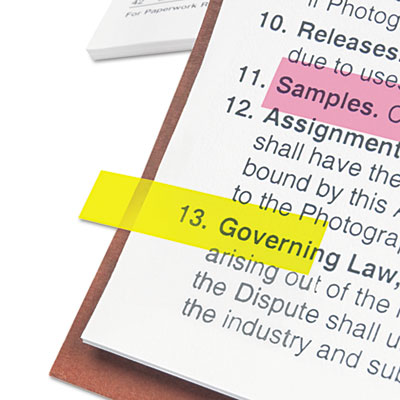 For Paperwork R
if Photog
10. Releases.
due to uses
11. Samples. C
12. Assignment
shall have the
bound by this A
to the Photogra
13. Governing Law,
arising out of the
the Dispute shall u
the industry and sub